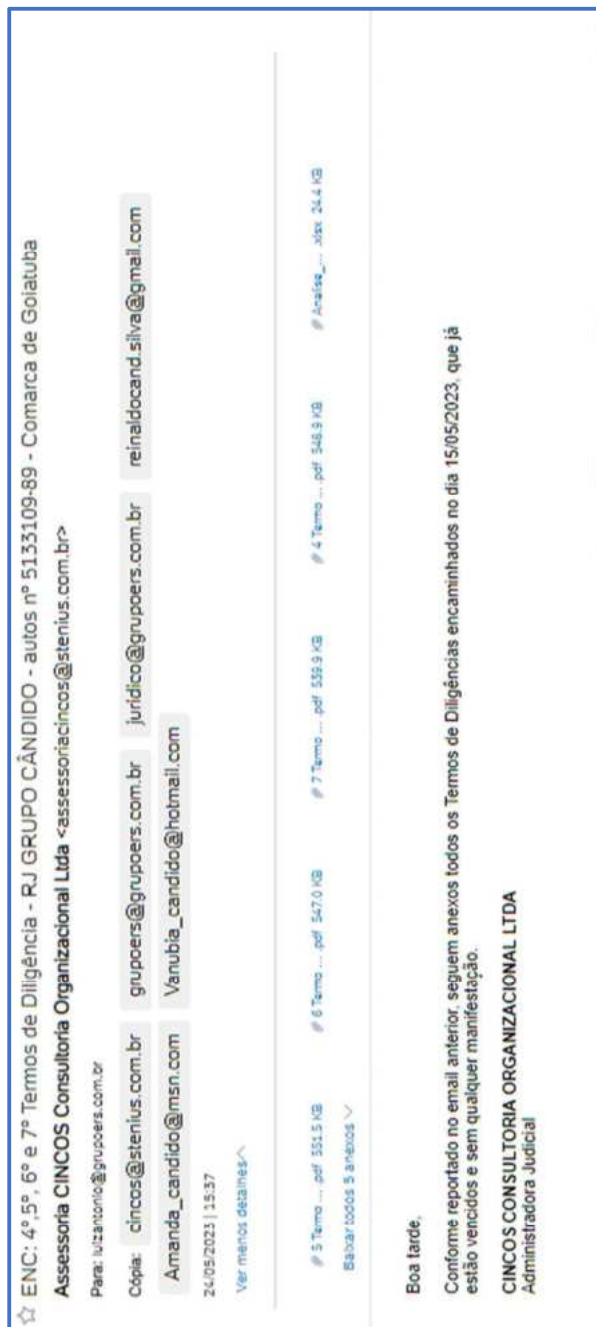 ENC: 4°,5°, 6° e 7° Termos de Diligência - RJ GRUPO CÂNDIDO - autos nº 5133109-89 - Comarca de Goiatuba
Assessoria CINCOS Consultoria Organizacional Ltda <assessoriacincos@stenius.com.br>
Para: luizantonio@grupoers.com.br
Cópia: cincos@stenius.com.br grupoers@grupoers.com.br juridico@grupoers.com.br reinaldocand.silva@gmail.com
Amanda_candido@msn.com Vanubia_candido@hotmail.com
24/05/2023 | 15:37
Ver menos detalhes
5 Termo ... .pdf 551.5 KB 6 Termo ... .pdf 547.0 KB 7 Termo ... .pdf 539.9 KB 4 Termo ... .pdf 548.9 KB Analise_... .xlsx 24.4 KB
Baixar todos 5 anexos
Boa tarde,
Conforme reportado no email anterior, seguem anexos todos os Termos de Diligências encaminhados no dia 15/05/2023, que já
estão vencidos e sem qualquer manifestação.
CINCOS CONSULTORIA ORGANIZACIONAL LTDA
Administradora Judicial